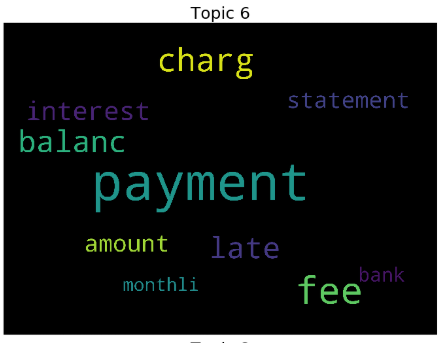 Topic 6
charg
statement
interest
balanc
payment
amount
late
bank
monthli
fee